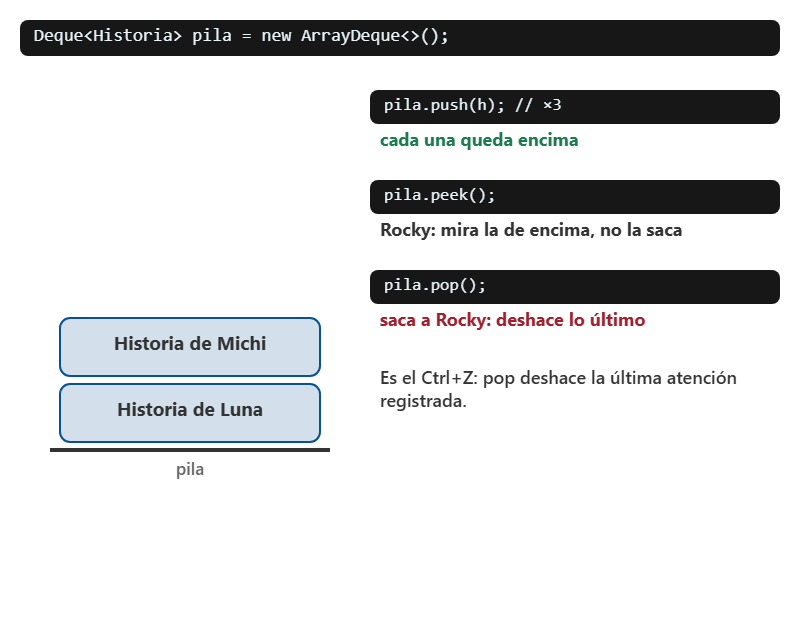 Deque<Historia> pila = new ArrayDeque<>();
pila.push(h); // ×3
cada una queda encima
pila.peek();
Rocky: mira la de encima, no la saca
pila.pop();
saca a Rocky: deshace lo último
Historia de Michi
Historia de Luna
pila
Es el Ctrl+Z: pop deshace la última atención
registrada.